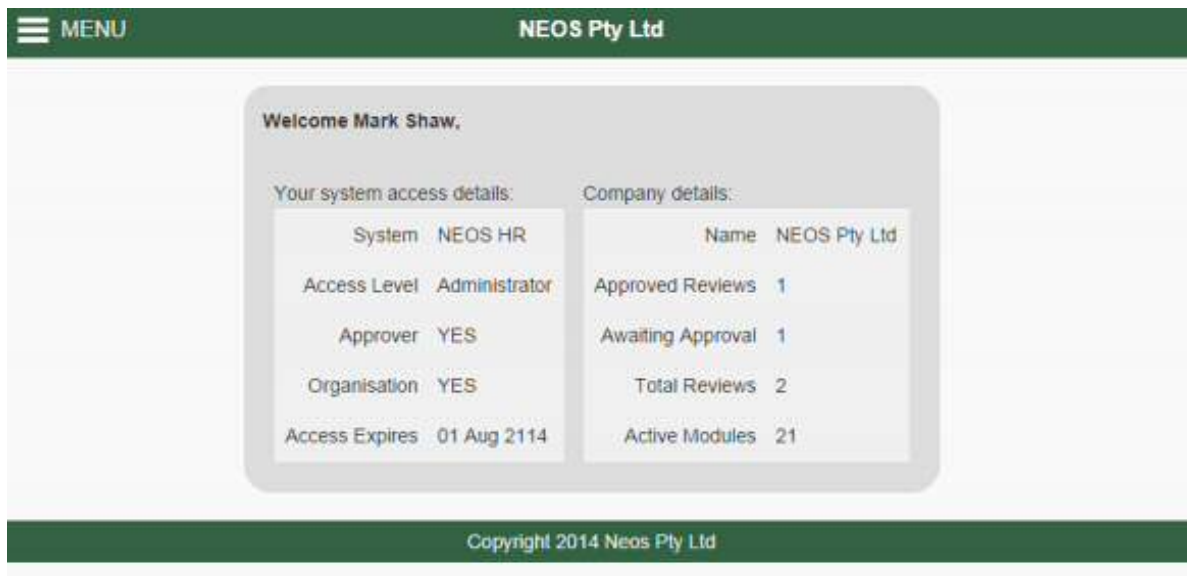 MENU
NEOS Pty Ltd
Welcome Mark Shaw,
Your system access details:
System NEOS HR
Access Level Administrator
Approver YES
Organisation YES
Access Expires 01 Aug 2114
Company details:
Name NEOS Pty Ltd
Approved Reviews 1
Awaiting Approval 1
Total Reviews 2
Active Modules 21
Copyright 2014 Neos Pty Ltd